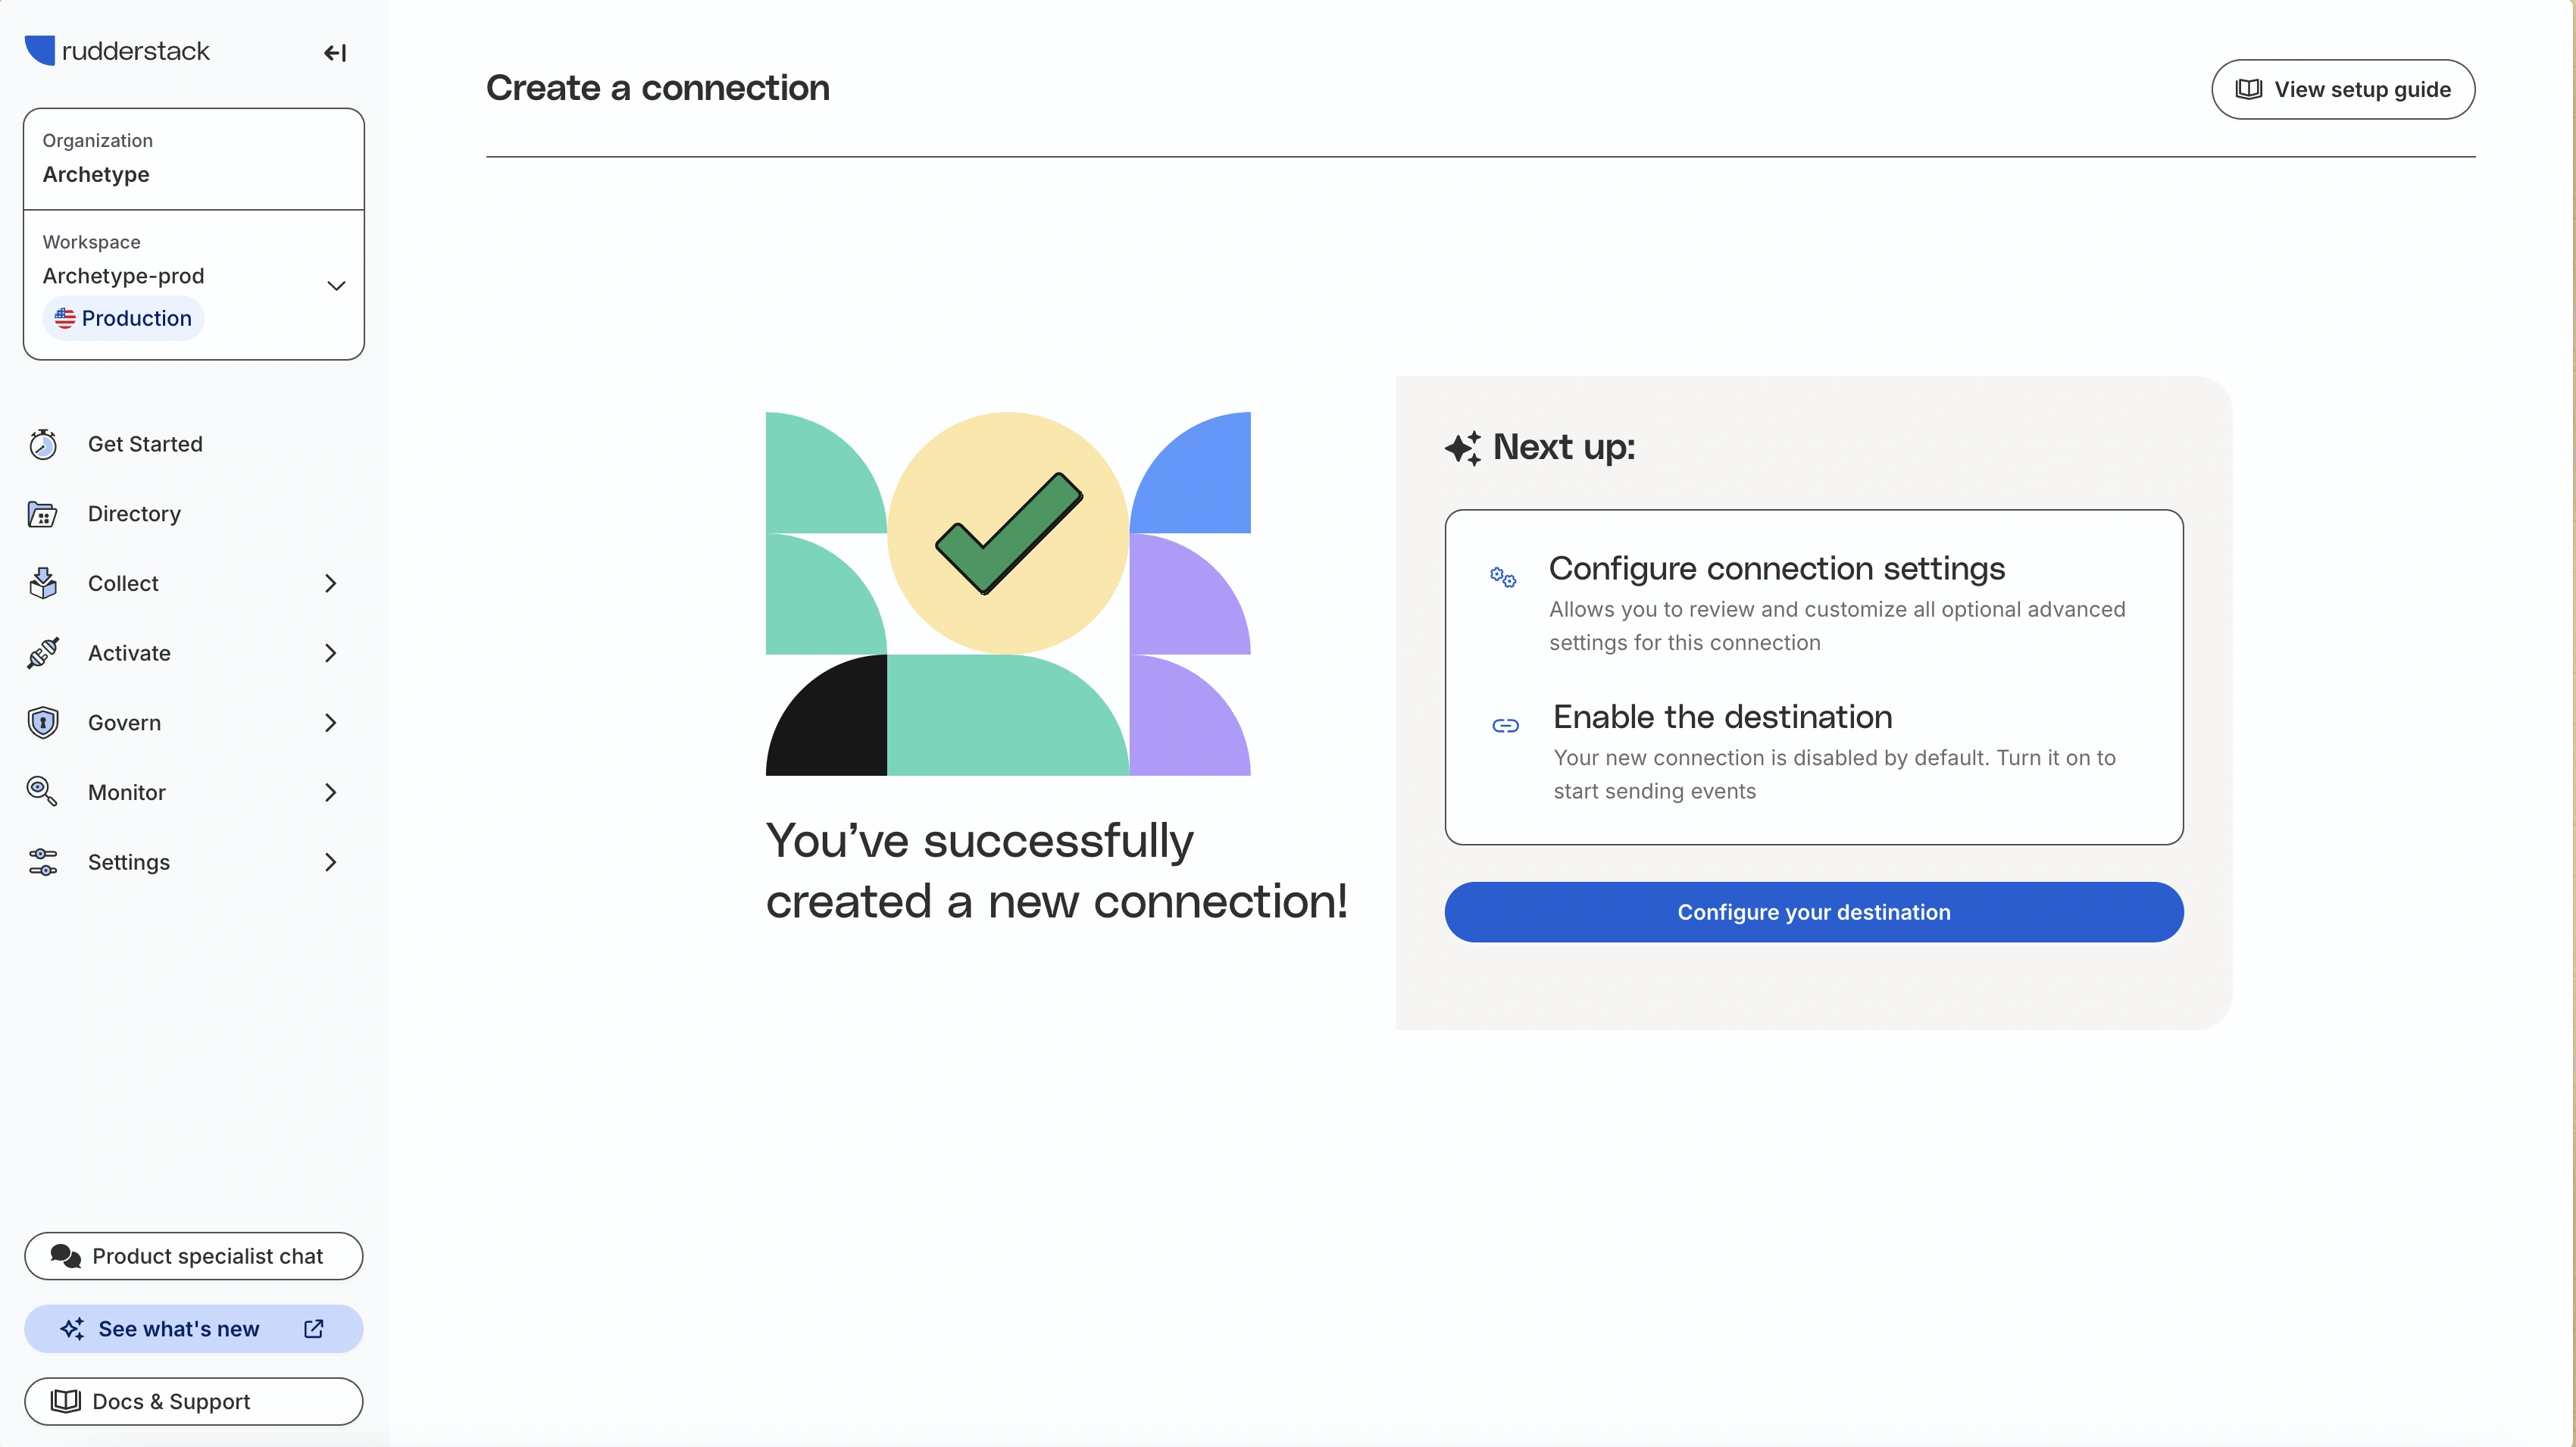 rudderstack
Organization
Archetype
Workspace
Archetype-prod
Production
Get Started
Directory
Collect
Activate
Govern
Monitor
Settings
Product specialist chat
See what's new
Docs & Support
Create a connection
View setup guide
You’ve successfully
created a new connection!
Next up:
Configure connection settings
Allows you to review and customize all optional advanced
settings for this connection
Enable the destination
Your new connection is disabled by default. Turn it on to
start sending events
Configure your destination